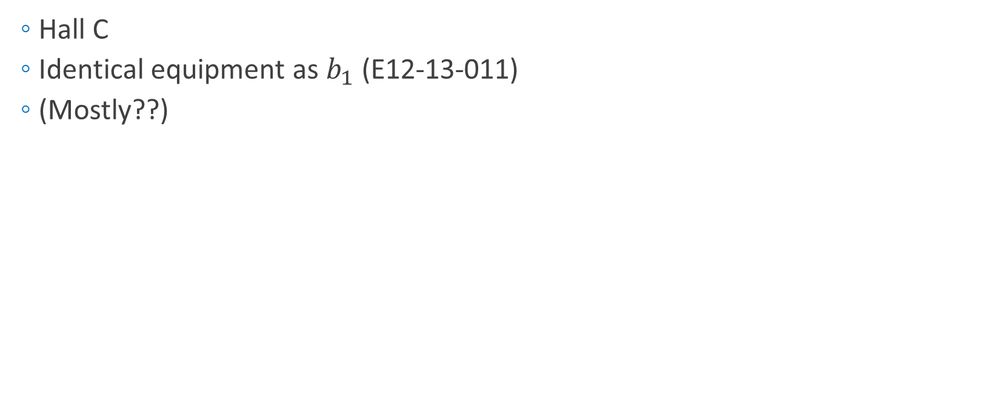 ◦ Hall C
◦ Identical equipment as b₁ (E12-13-011)
◦ (Mostly??)